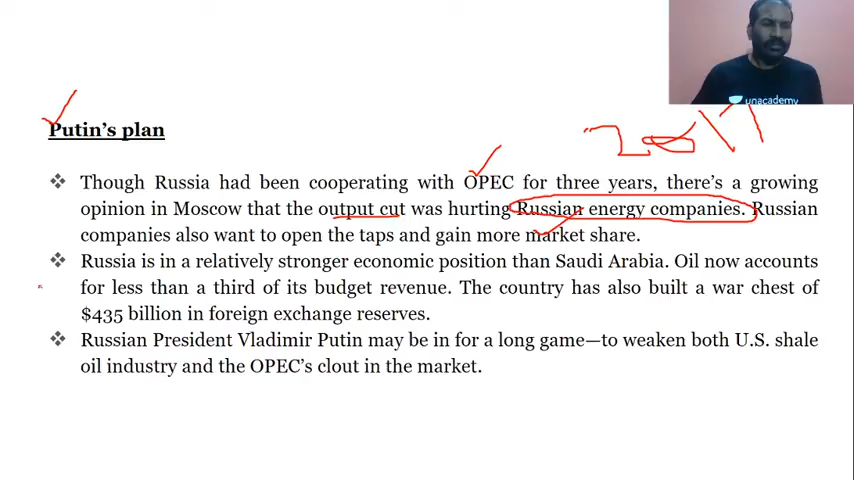 unacademy
Putin's plan
2017
❖ Though Russia had been cooperating with OPEC for three years, there's a growing
opinion in Moscow that the output cut was hurting Russian energy companies. Russian
companies also want to open the taps and gain more market share.
❖ Russia is in a relatively stronger economic position than Saudi Arabia. Oil now accounts
for less than a third of its budget revenue. The country has also built a war chest of
$435 billion in foreign exchange reserves.
❖ Russian President Vladimir Putin may be in for a long game—to weaken both U.S. shale
oil industry and the OPEC's clout in the market.